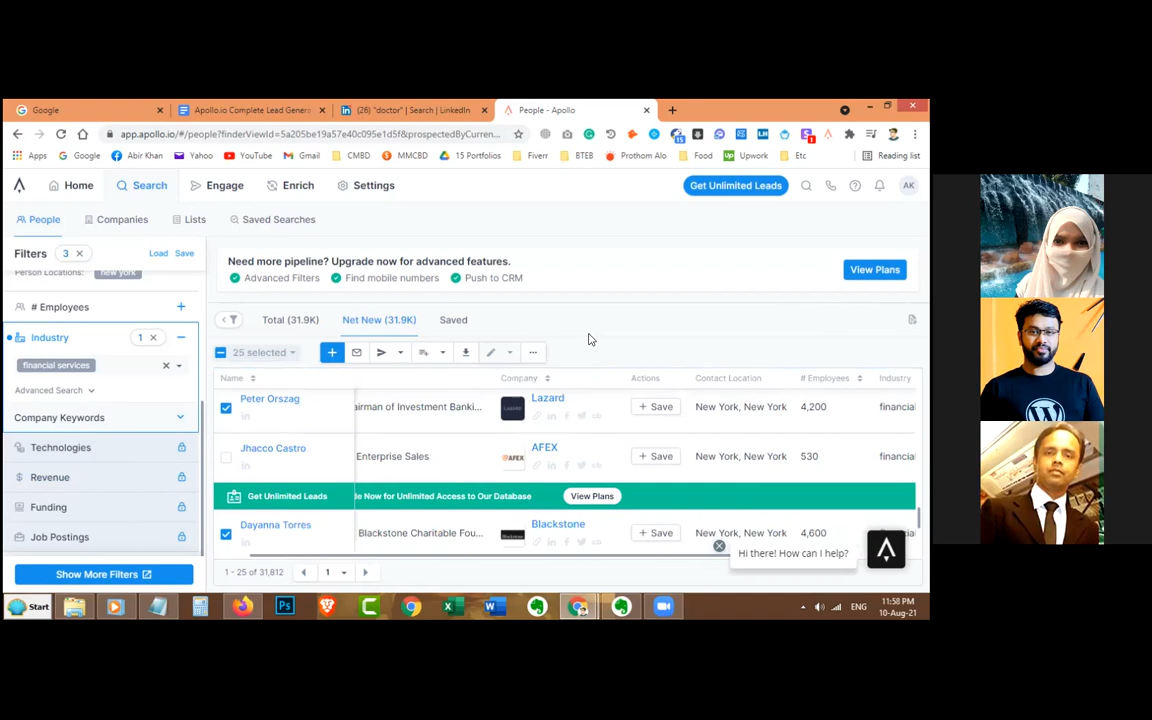 Google
Apollo.io Complete Lead Gener
(26) "doctor" | Search | LinkedIn
People - Apollo
app.apollo.io/#/people?finderViewId=5a205be19a57e40c095e1d5f&prospectedByCurren...
Apps
Google
Abir Khan
Yahoo
YouTube
Gmail
CMBD
MMCBD
15 Portfolios
Fiverr
BTEB
Prothom Alo
Food
Upwork
Etc
Reading list
Home
Search
Engage
Enrich
Settings
Get Unlimited Leads
AK
People
Companies
Lists
Saved Searches
Filters
3
Load
Save
Person Locations:
new york
# Employees
Industry
1
financial services
Advanced Search
Company Keywords
Technologies
Revenue
Funding
Job Postings
Show More Filters
Need more pipeline? Upgrade now for advanced features.
Advanced Filters
Find mobile numbers
Push to CRM
View Plans
Total (31.9K)
Net New (31.9K)
Saved
25 selected
Name
Company
Actions
Contact Location
# Employees
Industry
Peter Orszag
airman of Investment Banki...
Lazard
+ Save
New York, New York
4,200
financial
Jhacco Castro
Enterprise Sales
AFEX
+ Save
New York, New York
530
financial
Get Unlimited Leads
de Now for Unlimited Access to Our Database
View Plans
Dayanna Torres
Blackstone Charitable Fou...
Blackstone
+ Save
New York, New York
4,600
financial
Hi there! How can I help?
1 - 25 of 31,812
1
Start
ENG
11:58 PM
10-Aug-21